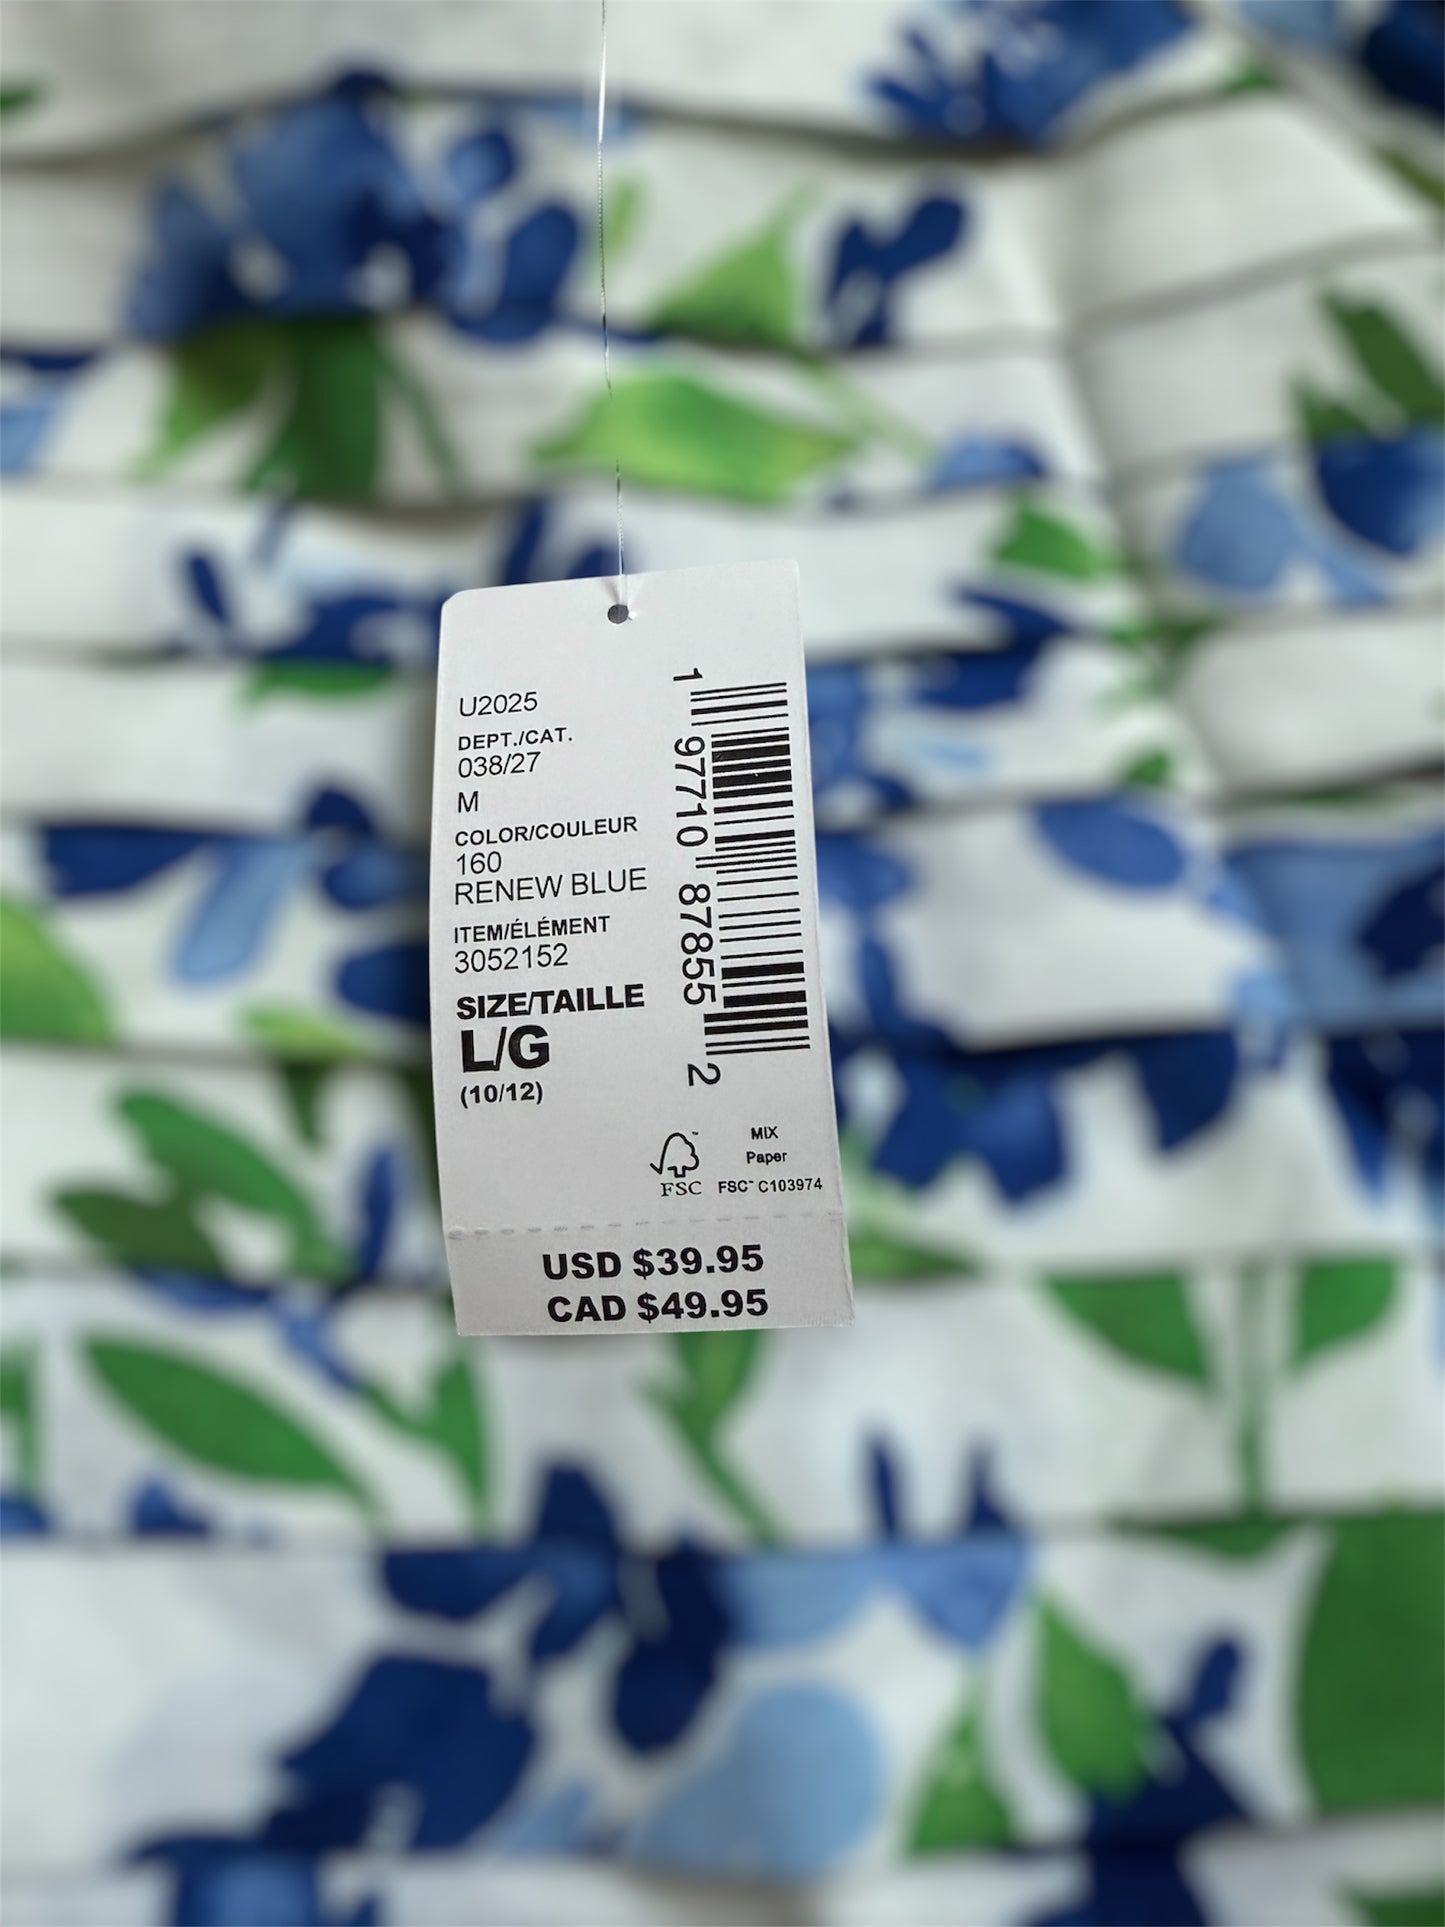 U2025
DEPT./CAT.
038/27
M
COLOR/COULEUR
160
RENEW BLUE
ITEM/ÉLÉMENT
3052152
SIZE/TAILLE
L/G
(10/12)
1 97710 87855 2
FSC
MIX
Paper
FSC™ C103974
USD $39.95
CAD $49.95